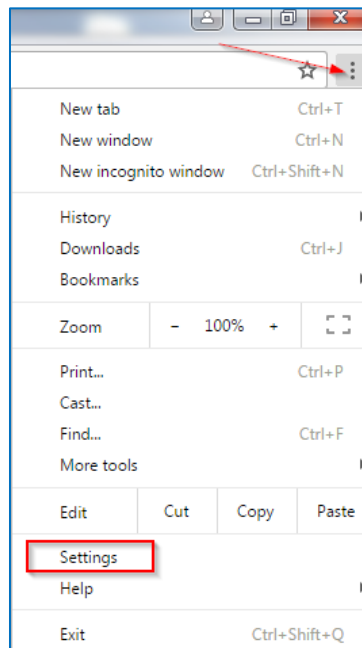 New tab Ctrl+T
New window Ctrl+N
New incognito window Ctrl+Shift+N
History
Downloads Ctrl+J
Bookmarks
Zoom - 100% +
Print... Ctrl+P
Cast...
Find... Ctrl+F
More tools
Edit Cut Copy Paste
Settings
Help
Exit Ctrl+Shift+Q